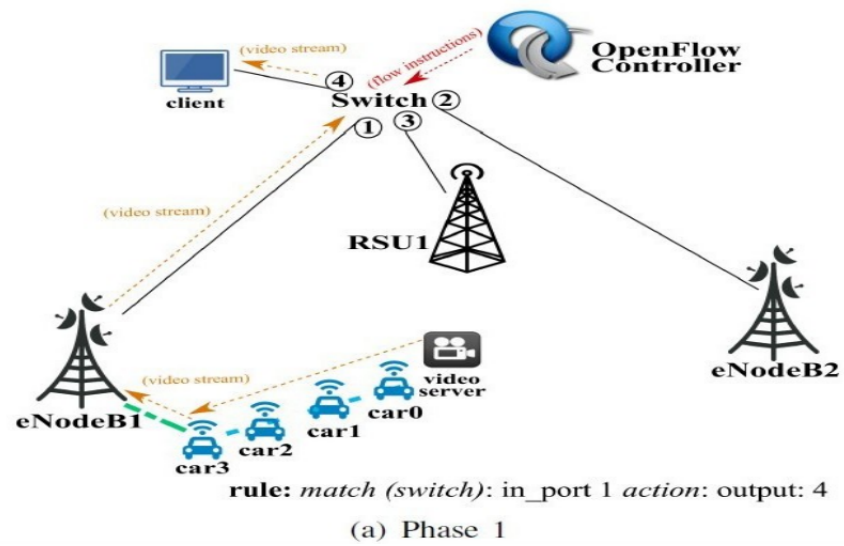 (video stream)
(flow instructions)
OpenFlow
Controller
client
4
Switch 2
1 3
(video stream)
RSU1
eNodeB2
(video stream)
video
server
eNodeB1
car0
car1
car2
car3
rule: match (switch): in_port 1 action: output: 4
(a) Phase 1